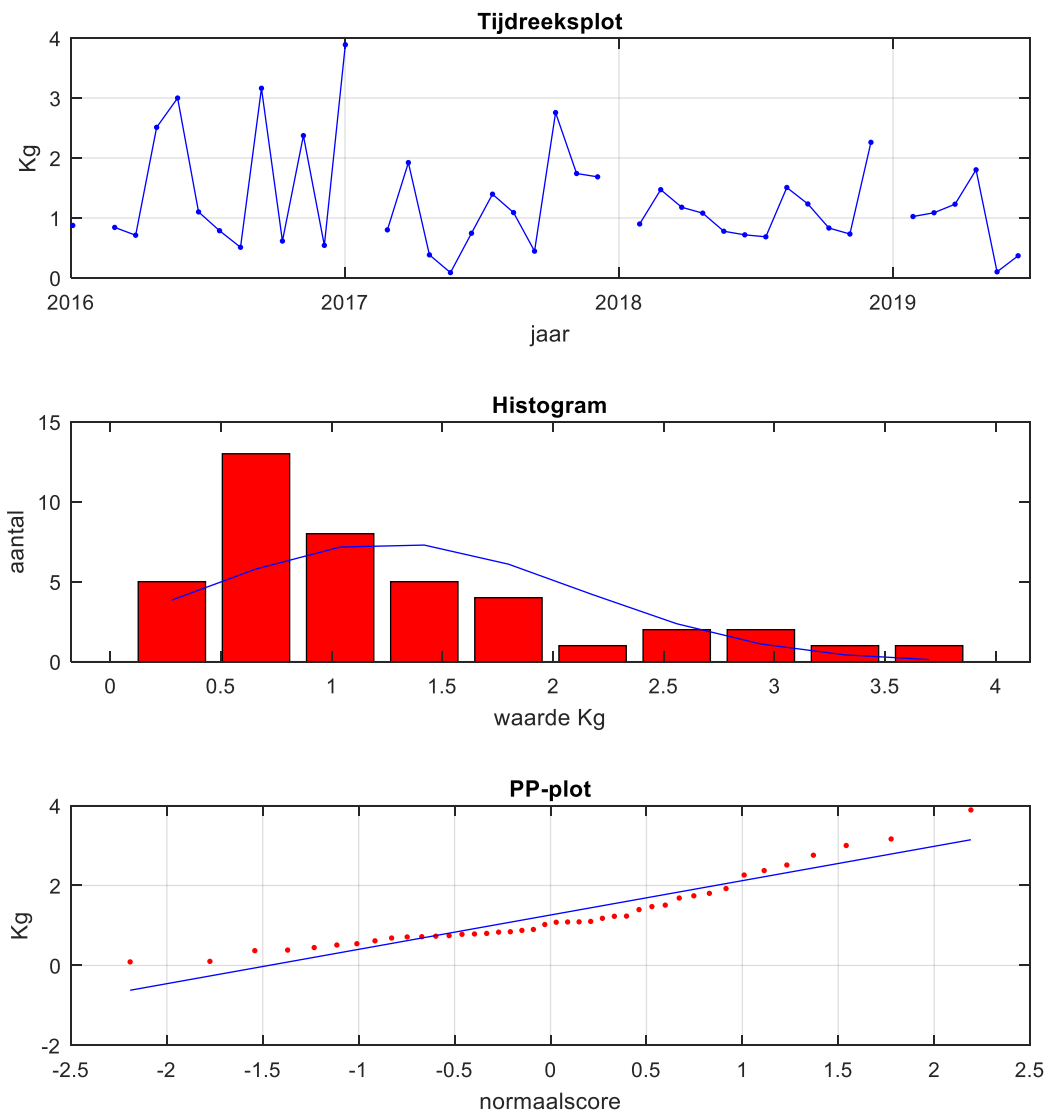 Tijdreeksplot
4
3
2
1
0
Kg
2016 2017 2018 2019
jaar
Histogram
15
10
5
0
aantal
0 0.5 1 1.5 2 2.5 3 3.5 4
waarde Kg
PP-plot
4
2
0
-2
Kg
-2.5 -2 -1.5 -1 -0.5 0 0.5 1 1.5 2 2.5
normaalscore